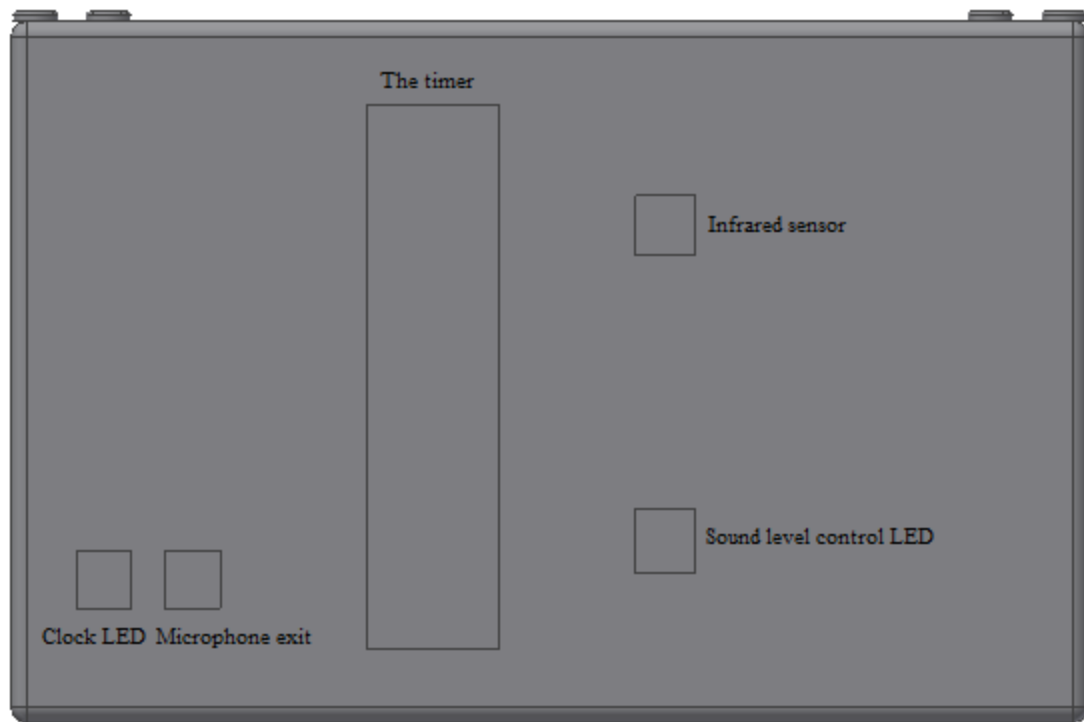 The timer
Infrared sensor
Sound level control LED
Clock LED
Microphone exit